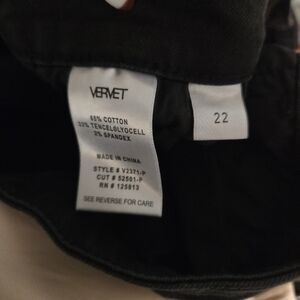 VERVET
65% COTTON
33% TENCEL&LYOCELL
2% SPANDEX
MADE IN CHINA
STYLE # V2371-P
CUT # 52501-P
RN # 125813
SEE REVERSE FOR CARE
22